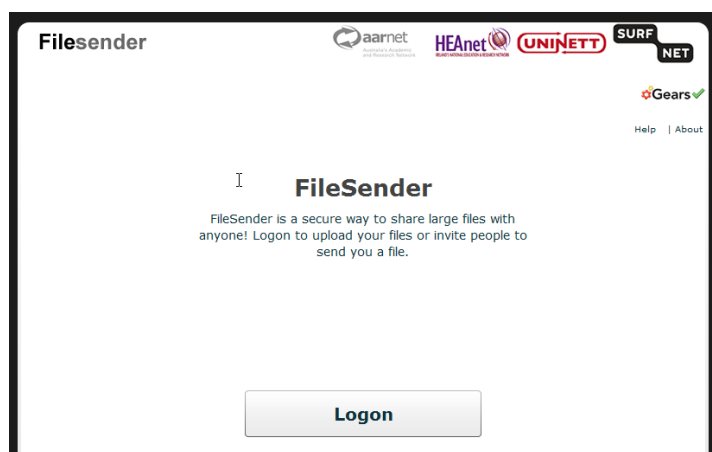 Filesender
aarnet
Australia's Academic
and Research Network
HEAnet
UNINETT
SURF
NET
Gears
Help | About
FileSender
FileSender is a secure way to share large files with
anyone! Logon to upload your files or invite people to
send you a file.
Logon